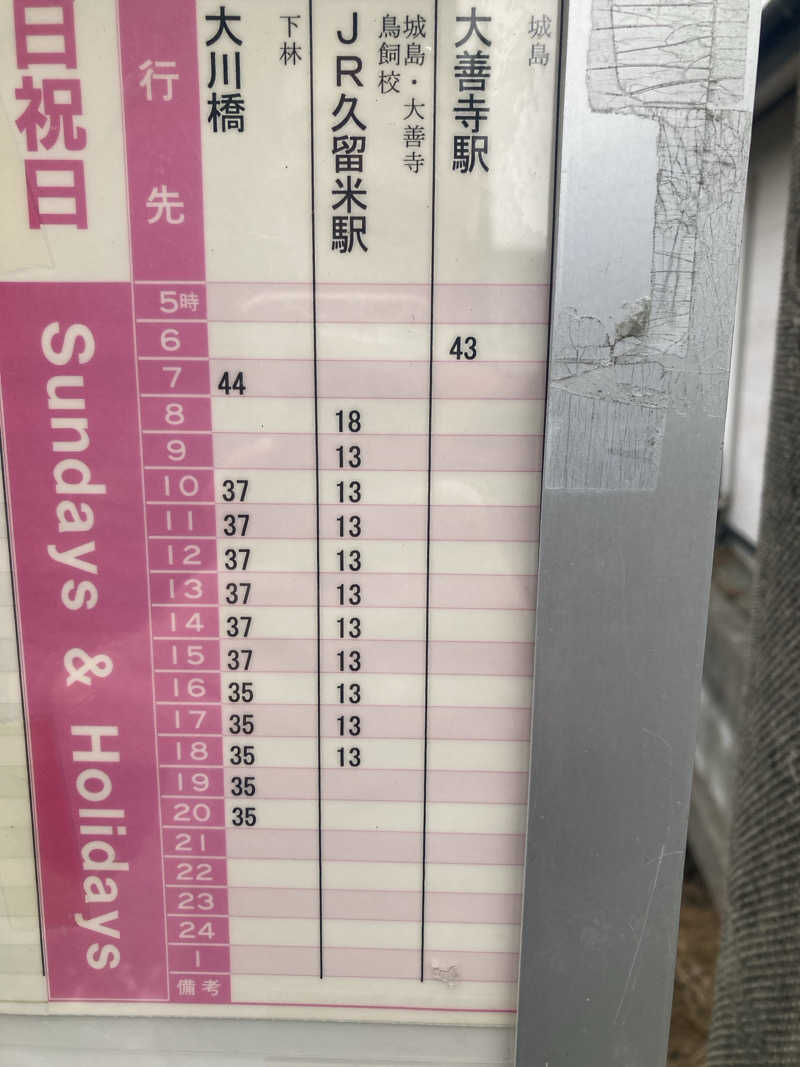 日祝日
Sundays & Holidays
行先
下林
大川橋
城島・大善寺
鳥飼校
JR久留米駅
城島
大善寺駅
5時
6 43
7 44
8 18
9 13
10 37 13
11 37 13
12 37 13
13 37 13
14 37 13
15 37 13
16 35 13
17 35 13
18 35 13
19 35
20 35
21
22
23
24
1
備考